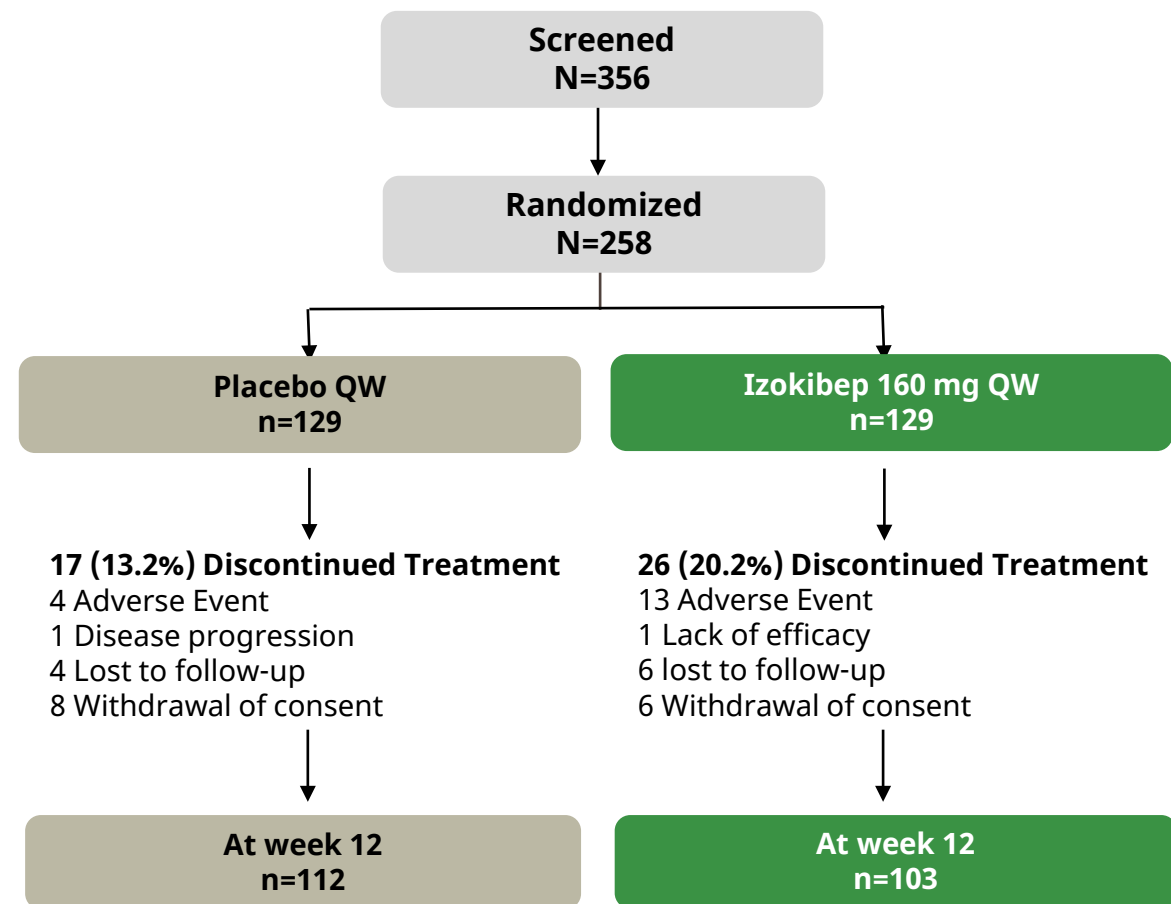 Screened
N=356
Randomized
N=258
Placebo QW
n=129
Izokibep 160 mg QW
n=129
17 (13.2%) Discontinued Treatment
4 Adverse Event
1 Disease progression
4 Lost to follow-up
8 Withdrawal of consent
26 (20.2%) Discontinued Treatment
13 Adverse Event
1 Lack of efficacy
6 lost to follow-up
6 Withdrawal of consent
At week 12
n=112
At week 12
n=103